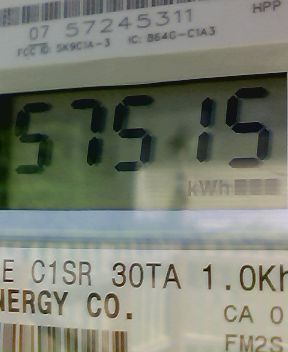 07 57245311
HPP
FCC ID: SK9C1A-3 IC: 864G-C1A3
57515
kWh
E C1SR 30TA 1.0Kh
NERGY CO.
CA 0
FM2S